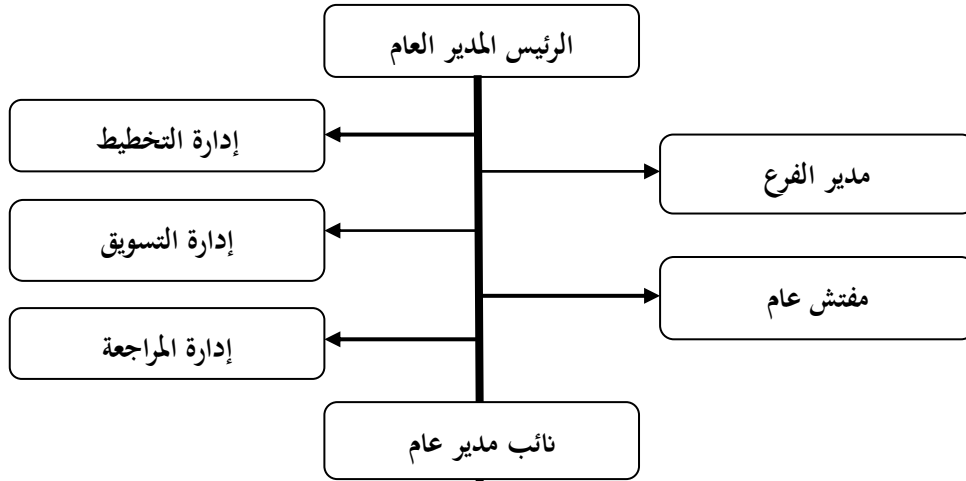 الرئيس المدير العام
مدير الفرع
إدارة التخطيط
إدارة التسويق
مفتش عام
إدارة المراجعة
نائب مدير عام